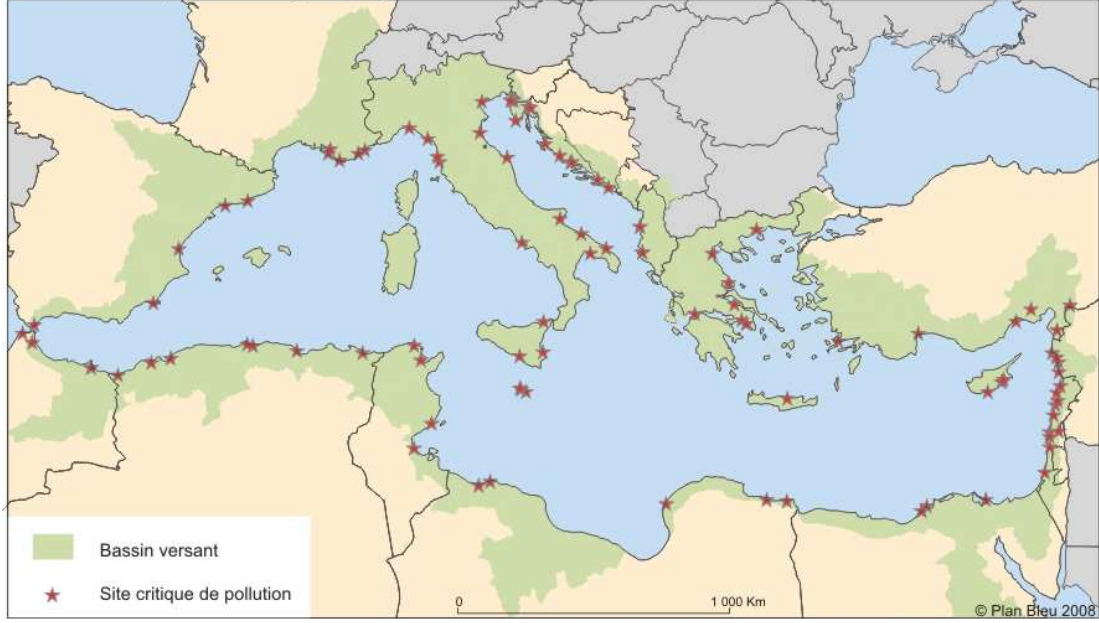 Bassin versant
Site critique de pollution
0
1 000 Km
© Plan Bleu 2008